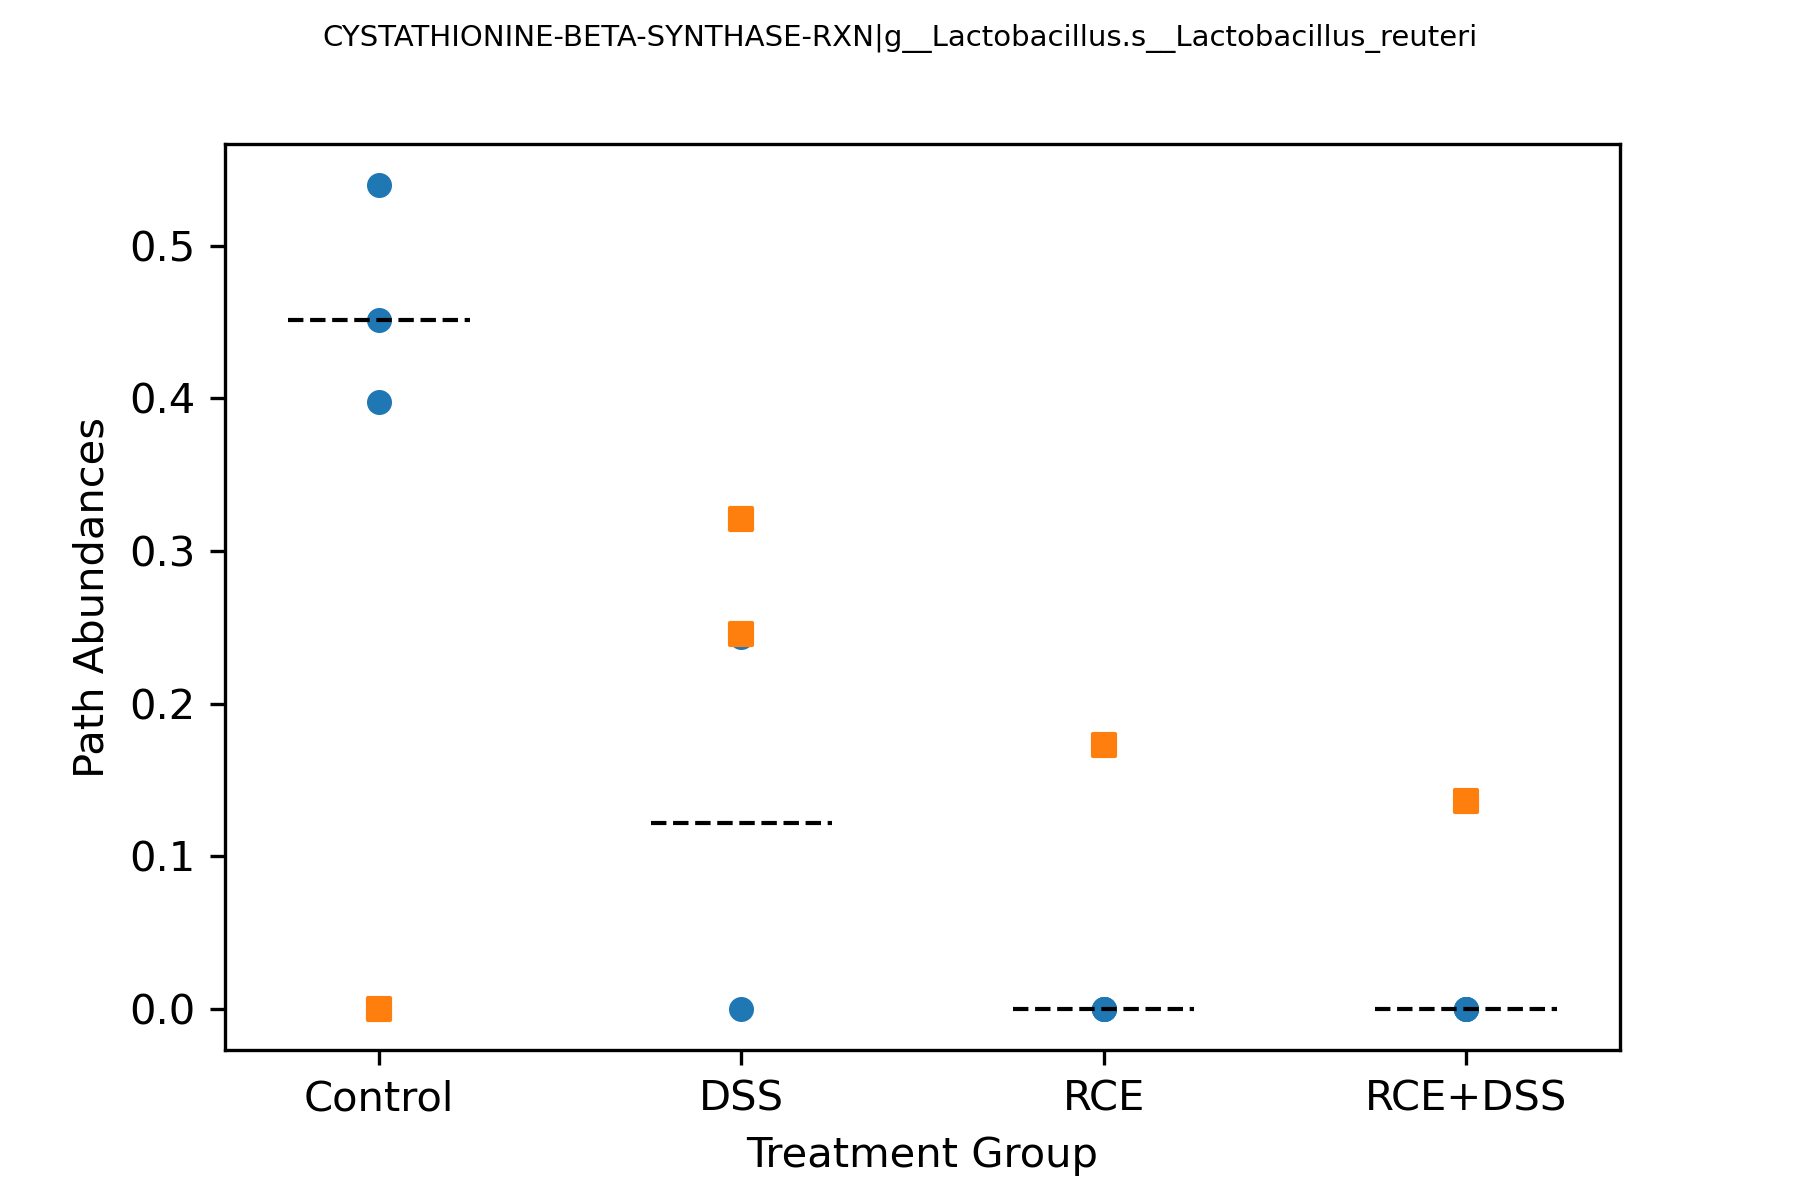 CYSTATHIONINE-BETA-SYNTHASE-RXN|g__Lactobacillus.s__Lactobacillus_reuteri
0.5
0.4
0.3
0.2
0.1
0.0
Path Abundances
Control DSS RCE RCE+DSS
Treatment Group